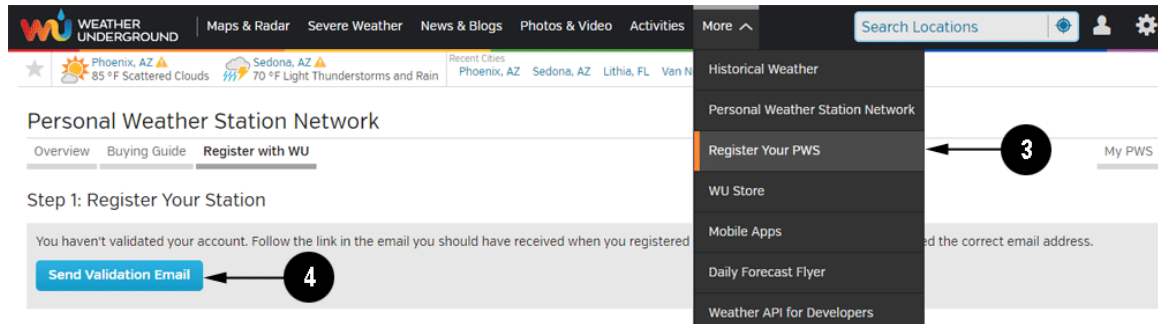 WEATHER UNDERGROUND
Maps & Radar Severe Weather News & Blogs Photos & Video Activities More Search Locations
Phoenix, AZ
85 °F Scattered Clouds
Sedona, AZ
70 °F Light Thunderstorms and Rain
Recent Cities
Phoenix, AZ Sedona, AZ Lithia, FL Van N
Historical Weather
Personal Weather Station Network
Register Your PWS
WU Store
Mobile Apps
Daily Forecast Flyer
Weather API for Developers
3
Personal Weather Station Network
Overview Buying Guide Register with WU My PWS
Step 1: Register Your Station
You haven't validated your account. Follow the link in the email you should have received when you registered ed the correct email address.
Send Validation Email
4